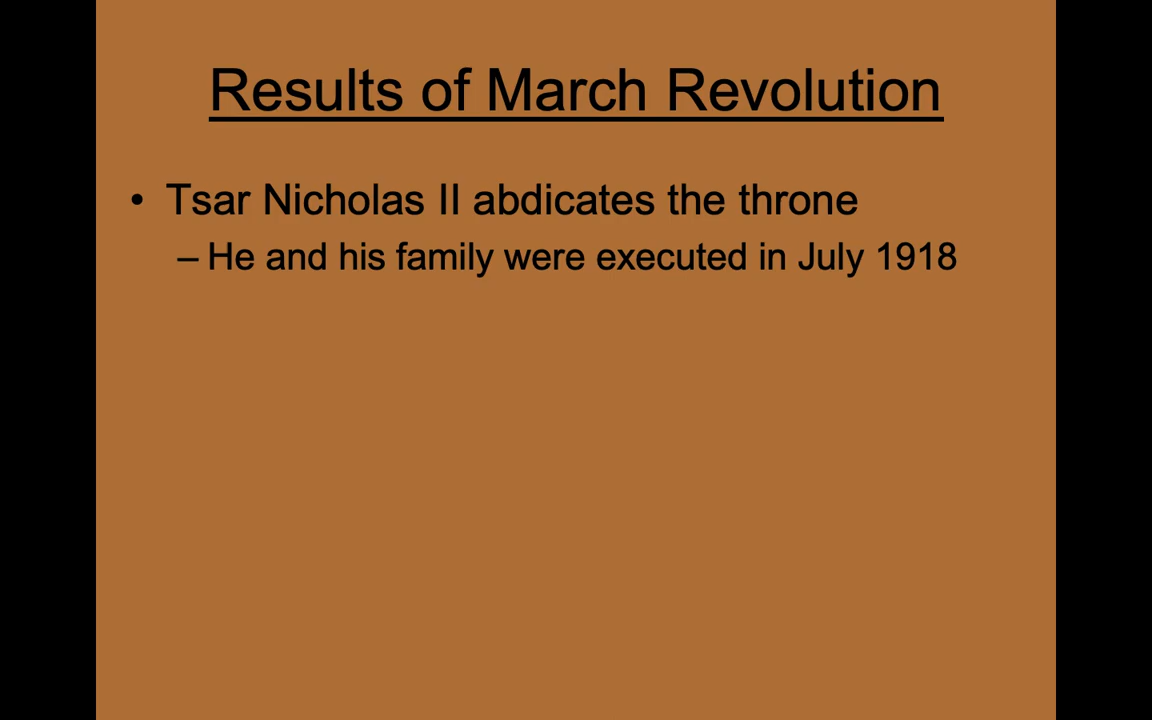 Results of March Revolution
• Tsar Nicholas II abdicates the throne
– He and his family were executed in July 1918